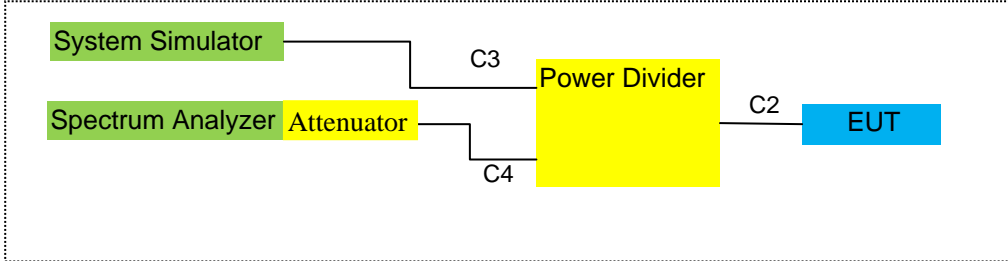 System Simulator
C3
Power Divider
C2
Spectrum Analyzer Attenuator
EUT
C4